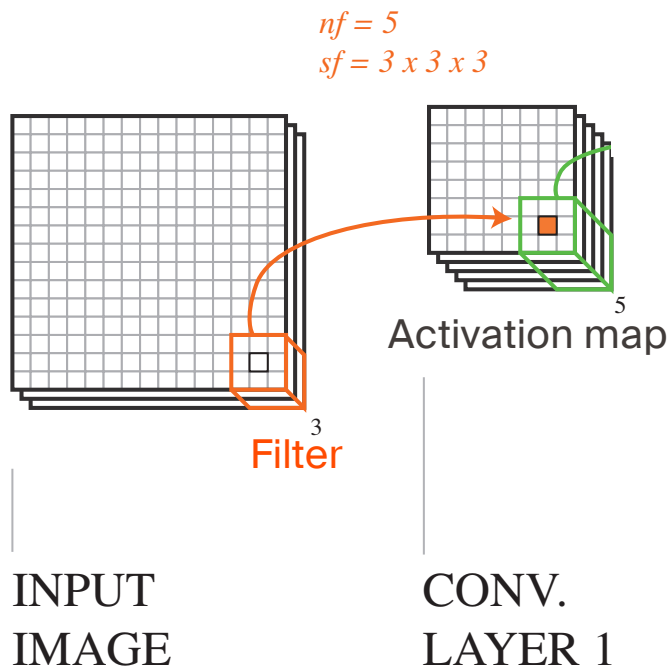 nf = 5
sf = 3 x 3 x 3
5
Activation map
3
Filter
INPUT
IMAGE
CONV.
LAYER 1